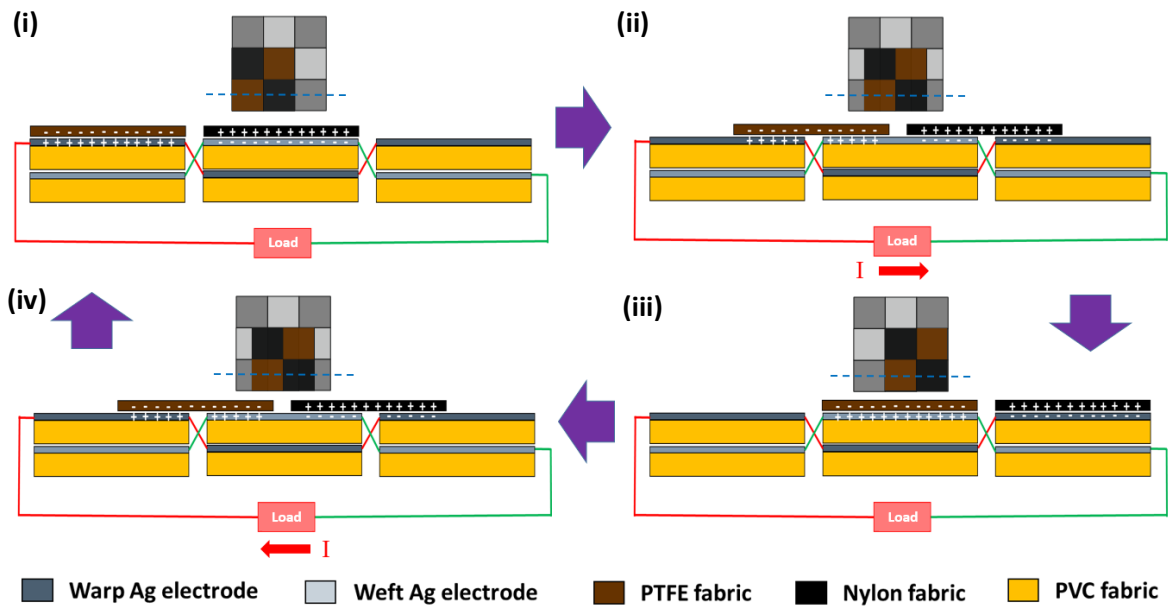 (i)
(ii)
Load
Load
I
(iv)
(iii)
Load
I
Load
Warp Ag electrode
Weft Ag electrode
PTFE fabric
Nylon fabric
PVC fabric